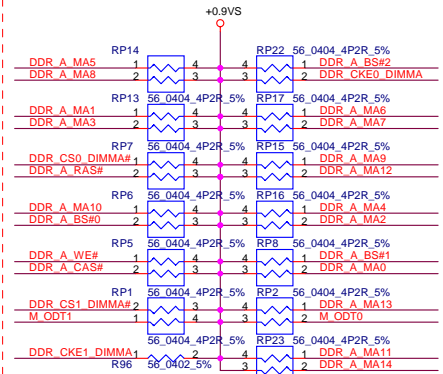 +0.9VS
RP14 RP22 56_0404_4P2R_5%
DDR_A_MA5 1 4 4 1 DDR_A_BS#2
DDR_A_MA8 2 3 3 2 DDR_CKE0_DIMMA
RP13 56_0404_4P2R_5% RP17 56_0404_4P2R_5%
DDR_A_MA1 1 4 4 1 DDR_A_MA6
DDR_A_MA3 2 3 3 2 DDR_A_MA7
RP7 56_0404_4P2R_5% RP15 56_0404_4P2R_5%
DDR_CS0_DIMMA# 1 4 4 1 DDR_A_MA9
DDR_A_RAS# 2 3 3 2 DDR_A_MA12
RP6 56_0404_4P2R_5% RP16 56_0404_4P2R_5%
DDR_A_MA10 1 4 4 1 DDR_A_MA4
DDR_A_BS#0 2 3 3 2 DDR_A_MA2
RP5 56_0404_4P2R_5% RP8 56_0404_4P2R_5%
DDR_A_WE# 1 4 4 1 DDR_A_BS#1
DDR_A_CAS# 2 3 3 2 DDR_A_MA0
RP1 56_0404_4P2R_5% RP2 56_0404_4P2R_5%
DDR_CS1_DIMMA# 2 3 4 1 DDR_A_MA13
M_ODT1 1 4 3 2 M_ODT0
56_0404_4P2R_5% RP23 56_0404_4P2R_5%
DDR_CKE1_DIMMA 1 2 4 1 DDR_A_MA11
R96 56_0402_5% 3 2 DDR_A_MA14